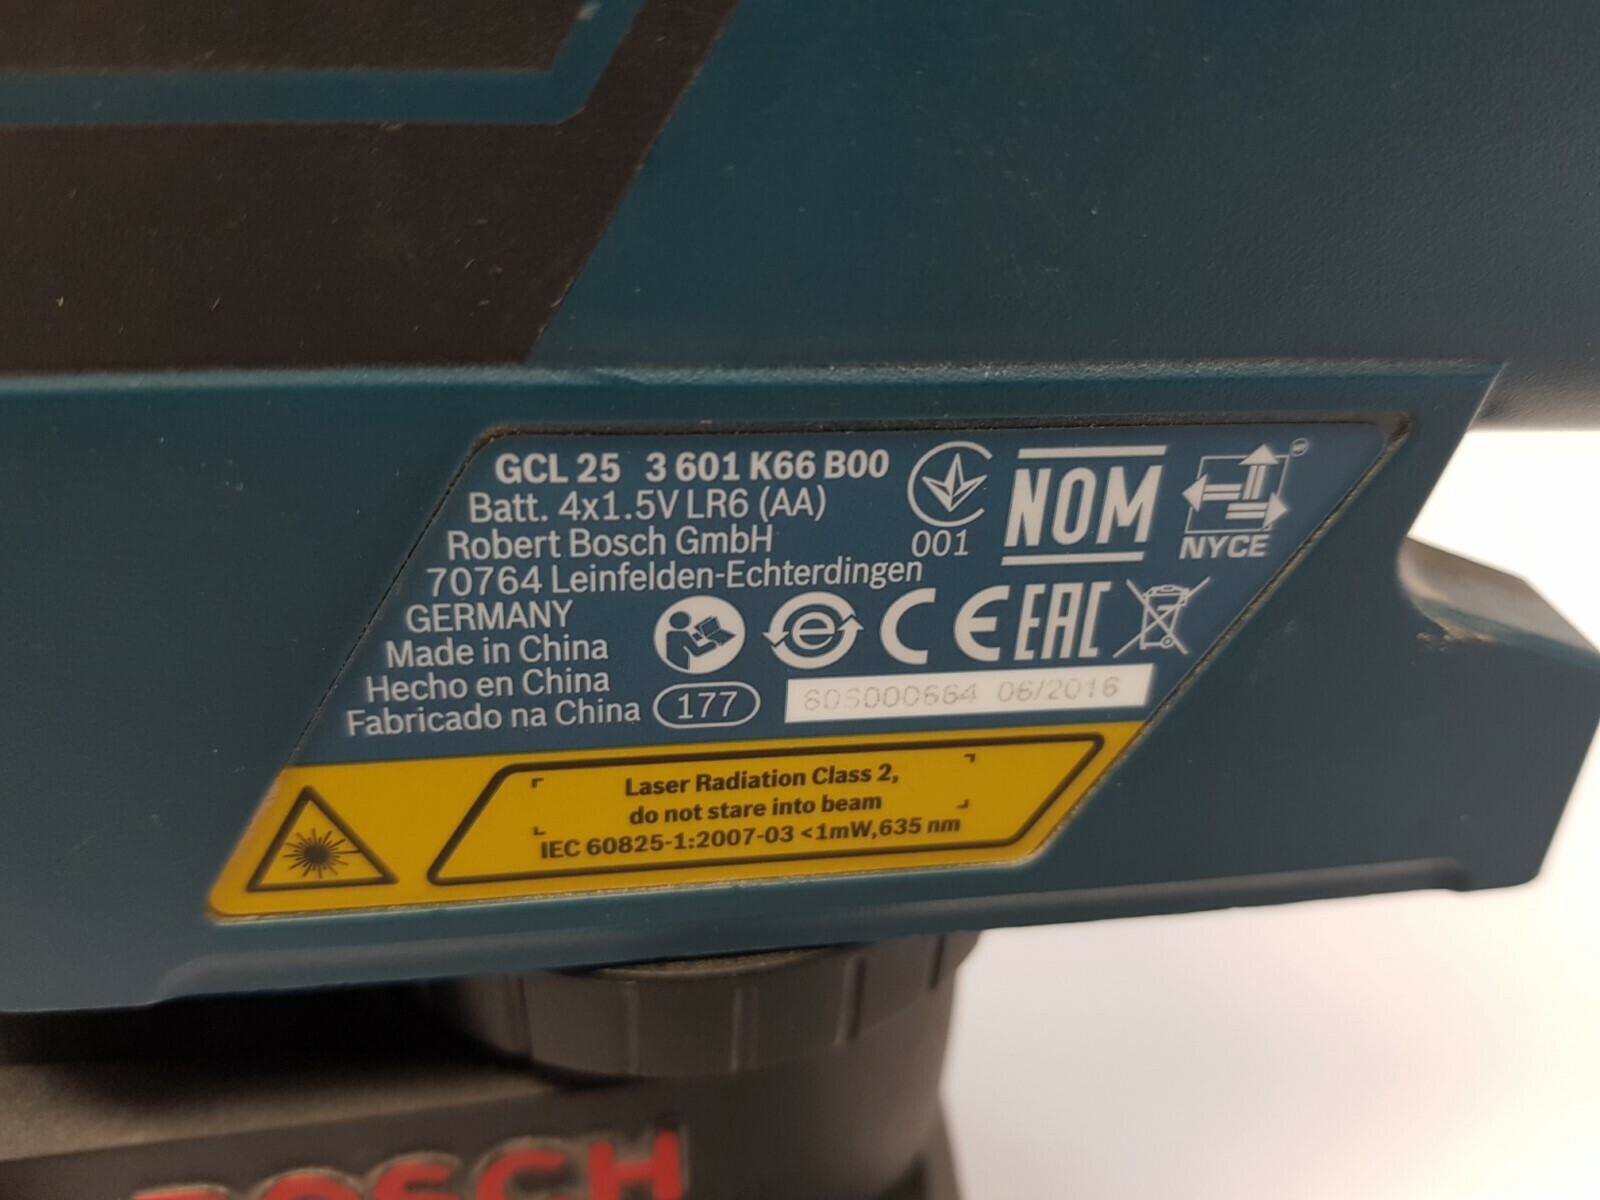 GCL 25 3 601 K66 B00
Batt. 4x1.5V LR6 (AA)
Robert Bosch GmbH
70764 Leinfelden-Echterdingen
GERMANY
Made in China
Hecho en China
Fabricado na China
177
001
NOM
NYCE
e
CE
EAC
06/2016
Laser Radiation Class 2,
do not stare into beam
IEC 60825-1:2007-03 <1mW,635 nm
BOSCH